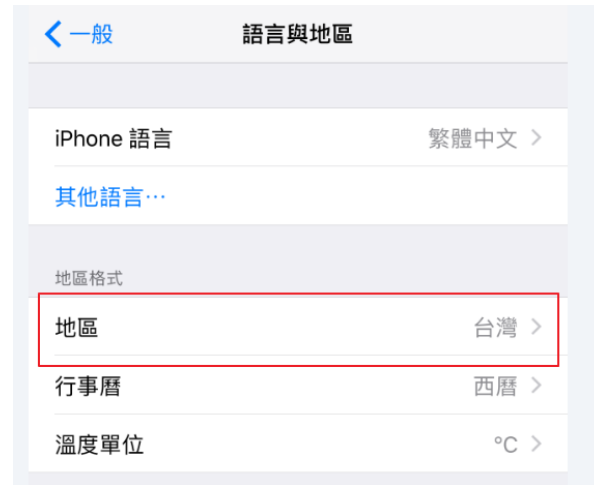 一般 語言與地區
iPhone 語言 繁體中文
其他語言⋯
地區格式
地區 台灣
行事曆 西曆
溫度單位 °C